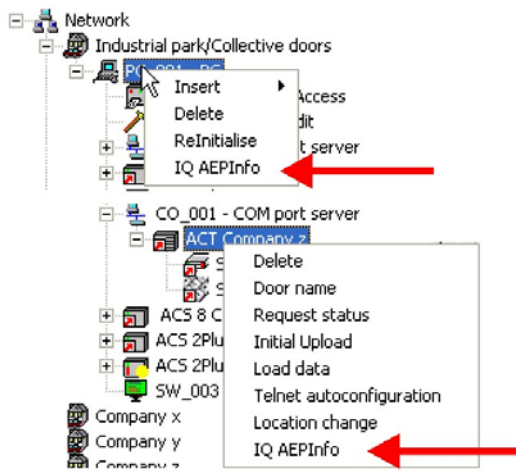 Network
Industrial park/Collective doors
Insert
Access
Delete
dit
ReInitialise
t server
IQ AEPInfo
CO_001 - COM port server
ACT Company z
Delete
S
Door name
S
Request status
ACS 8 C
Initial Upload
ACS 2Plu
Load data
ACS 2Plu
Telnet autoconfiguration
SW_003
Location change
Company x
IQ AEPInfo
Company y
Company z